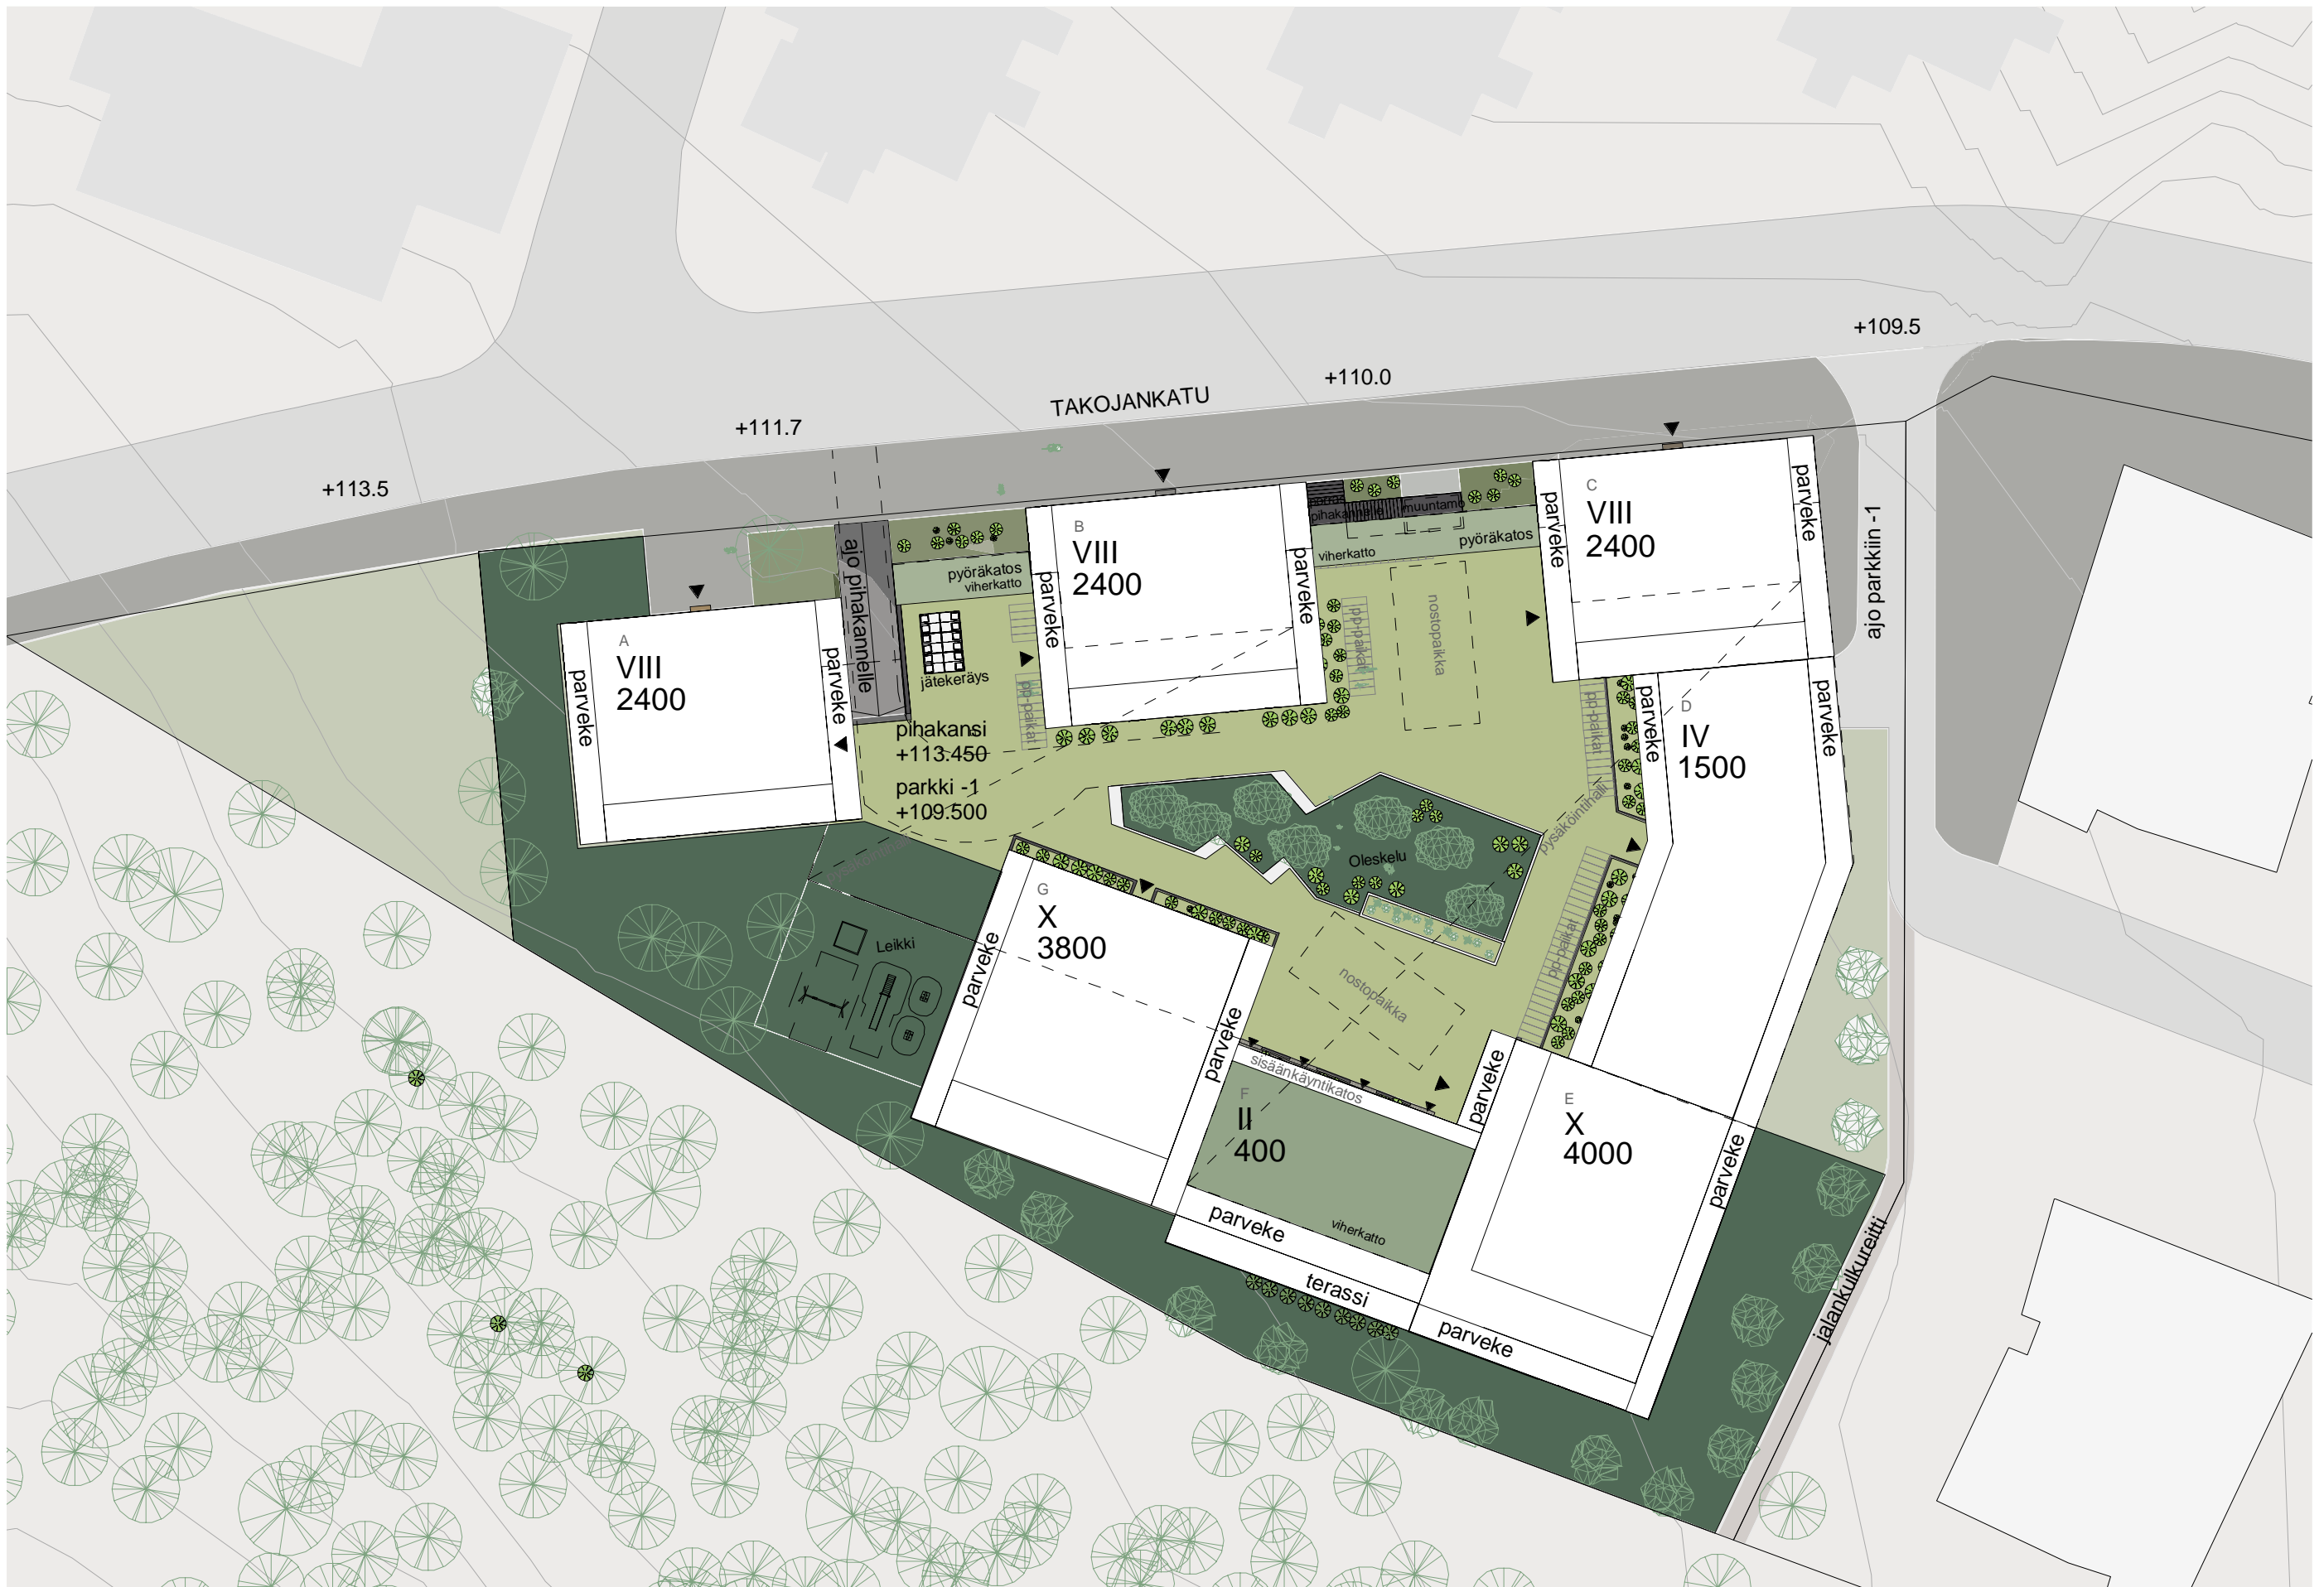 +109.5
+110.0
TAKOJANKATU
+111.7
+113.5
ajo parkkiin -1
A
VIII
2400
parveke
parveke
ajo pihakannelle
pyöräkatos
viherkatto
jätekeräys
pp-paikat
pihakansi
+113.450
parkki -1
+109.500
B
VIII
2400
parveke
parveke
pihakannelle
muuntamo
viherkatto
pyöräkatos
pp-paikat
nostopaikka
C
VIII
2400
parveke
parveke
pp-paikat
D
IV
1500
parveke
parveke
pysäköintihalli
Oleskelu
pp-paikat
nostopaikka
Leikki
G
X
3800
parveke
parveke
sisäänkäyntikatos
F
II
400
viherkatto
parveke
terassi
E
X
4000
parveke
parveke
parveke
jalankulkureitti